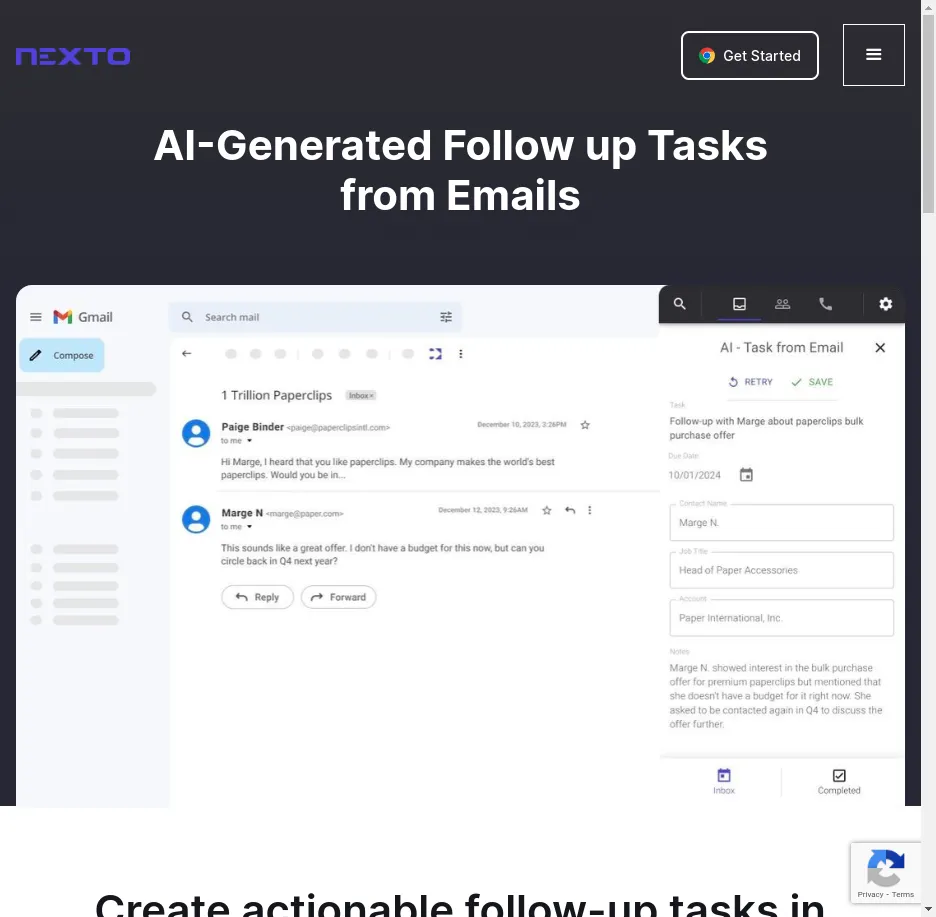 NEXTO
Get Started
AI-Generated Follow up Tasks
from Emails
Gmail
Search mail
Compose
1 Trillion Paperclips
Inbox×
Paige Binder <paige@paperclipsintl.com>
December 10, 2023, 3:26PM
to me
Hi Marge, I heard that you like paperclips. My company makes the world's best
paperclips. Would you be in...
Marge N <marge@paper.com>
December 12, 2023, 9:26AM
to me
This sounds like a great offer. I don't have a budget for this now, but can you
circle back in Q4 next year?
Reply
Forward
AI - Task from Email
RETRY
SAVE
Task
Follow-up with Marge about paperclips bulk
purchase offer
Due Date
10/01/2024
Contact Name
Marge N.
Job Title
Head of Paper Accessories
Account
Paper International, Inc.
Notes
Marge N. showed interest in the bulk purchase
offer for premium paperclips but mentioned that
she doesn't have a budget for it right now. She
asked to be contacted again in Q4 to discuss the
offer further.
Inbox
Completed
Privacy - Terms
Create actionable follow-up tasks in